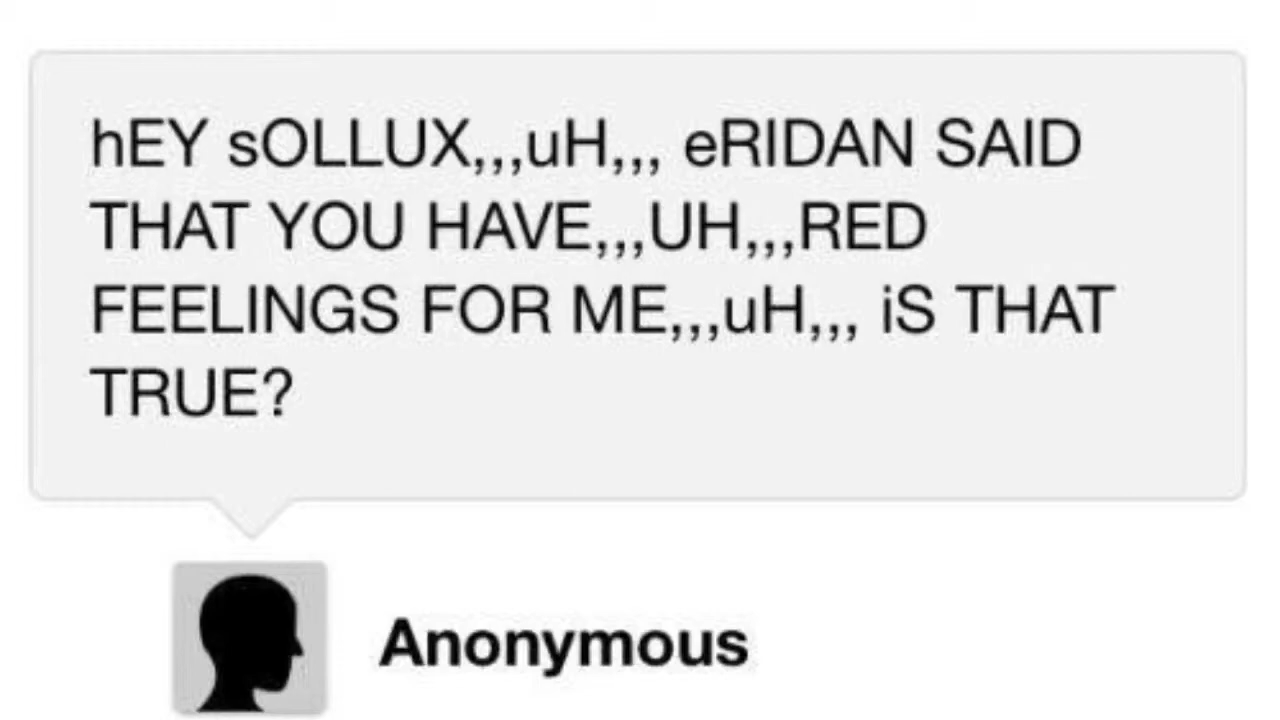 hEY sOLLUX,,,uH,,, eRIDAN SAID
THAT YOU HAVE,,,UH,,,RED
FEELINGS FOR ME,,,uH,,, iS THAT
TRUE?
Anonymous